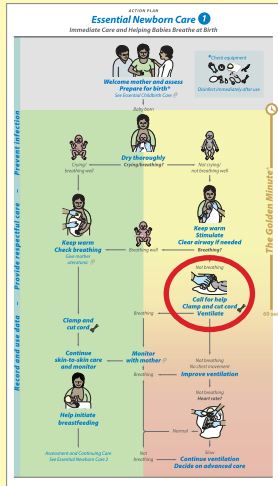 ACTION PLAN
Essential Newborn Care 1
Immediate Care and Helping Babies Breathe at Birth
Welcome mother and assess
Prepare for birth*
See Essential Childbirth Care
*Check equipment
Disinfect immediately after use
Baby born
Dry thoroughly
Crying/breathing?
Crying/
breathing well
Not crying/
not breathing well
The Golden Minute®
Prevent infection
Provide respectful care
Record and use data
Keep warm
Check breathing
Give mother
uterotonic
Breathing well
Keep warm
Stimulate
Clear airway if needed
Breathing?
Not breathing
Call for help
Clamp and cut cord
Ventilate
60 sec
Breathing
Clamp and
cut cord
Continue
skin-to-care care
and monitor
Monitor
with mother
Not breathing
No chest movement
Breathing
Improve ventilation
Not breathing
Heart rate?
Help initiate
breastfeeding
Normal
Slow
Assessment and Continuing Care
See Essential Newborn Care 2
Not
breathing
Continue ventilation
Decide on advanced care